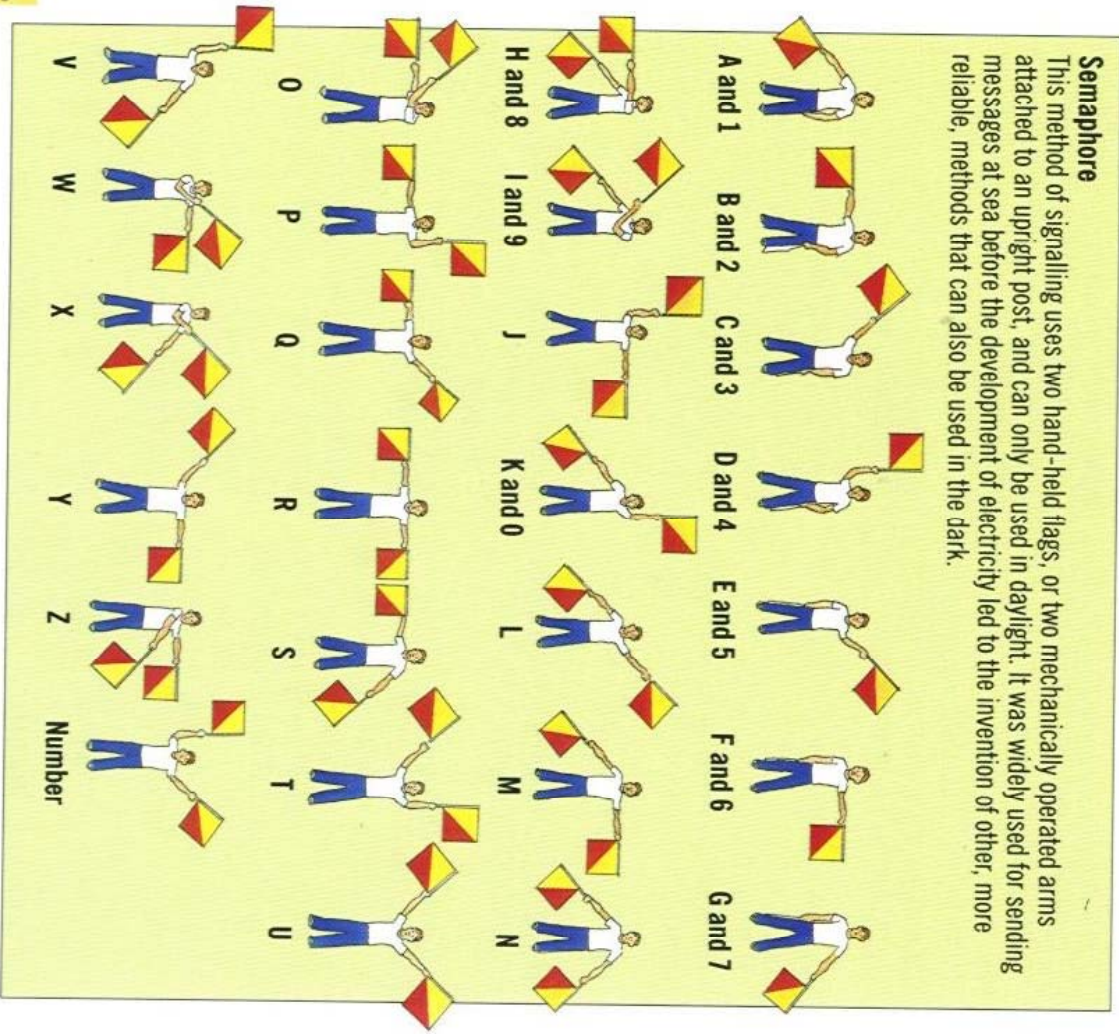 Semaphore
This method of signalling uses two hand-held flags, or two mechanically operated arms
attached to an upright post, and can only be used in daylight. It was widely used for sending
messages at sea before the development of electricity led to the invention of other, more
reliable, methods that can also be used in the dark.
A and 1 B and 2 C and 3 D and 4 E and 5 F and 6 G and 7
H and 8 I and 9 J K and 0 L M N
O P Q R S T U
V W X Y Z Number